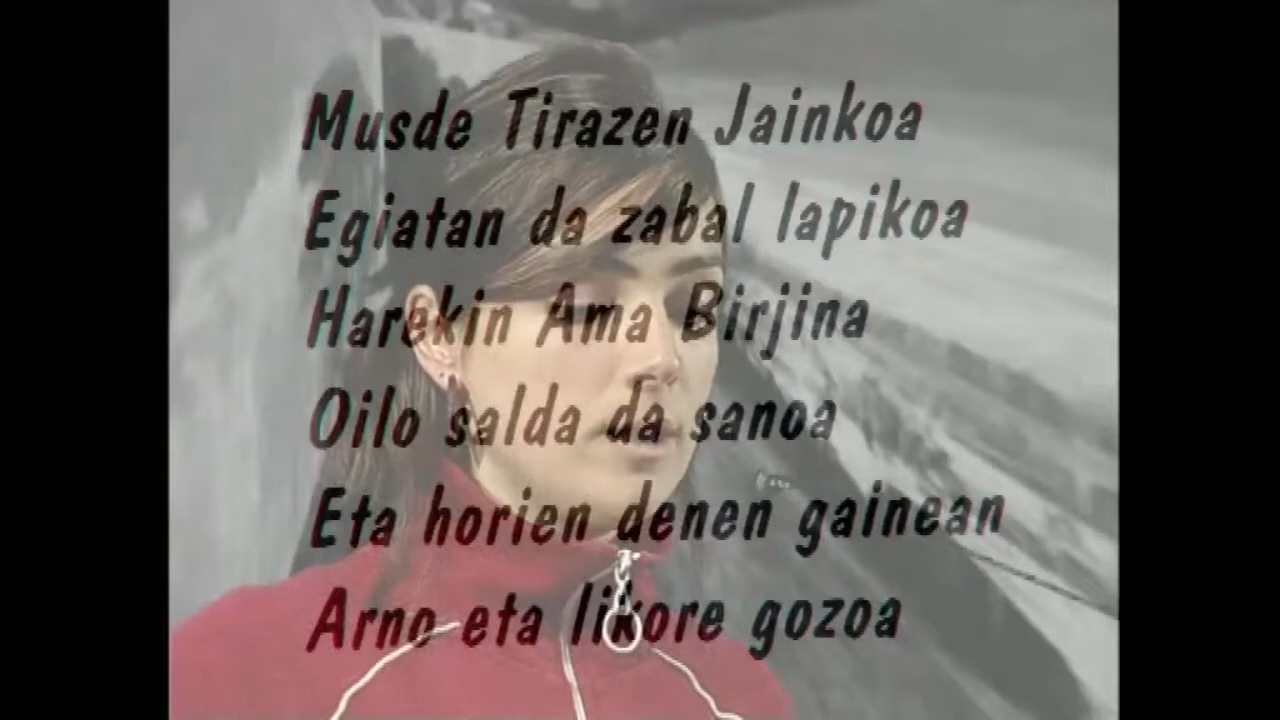 Musde Tirazen Jainkoa
Egiatan da zabal lapikoa
Harekin Ama Birjina
Oilo salda da sanoa
Eta horien denen gainean
Arno eta likore gozoa